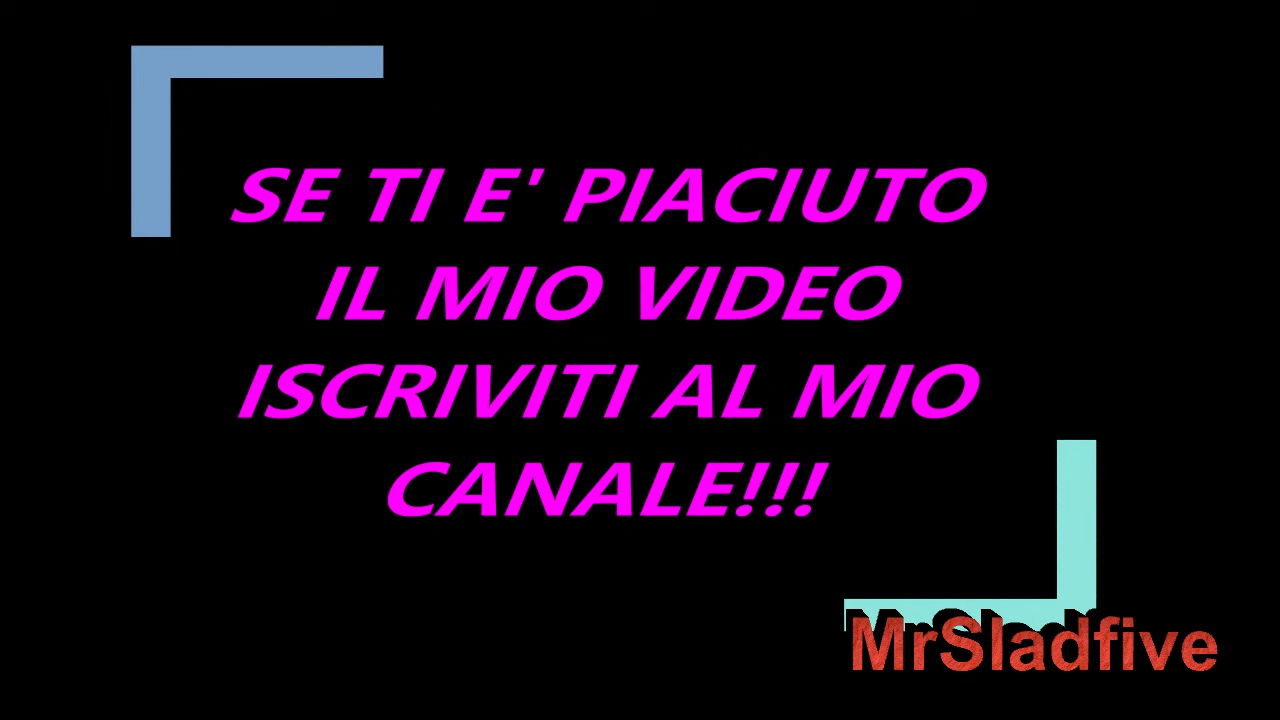 SE TI E' PIACIUTO
IL MIO VIDEO
ISCRIVITI AL MIO
CANALE!!!
MrSladfive